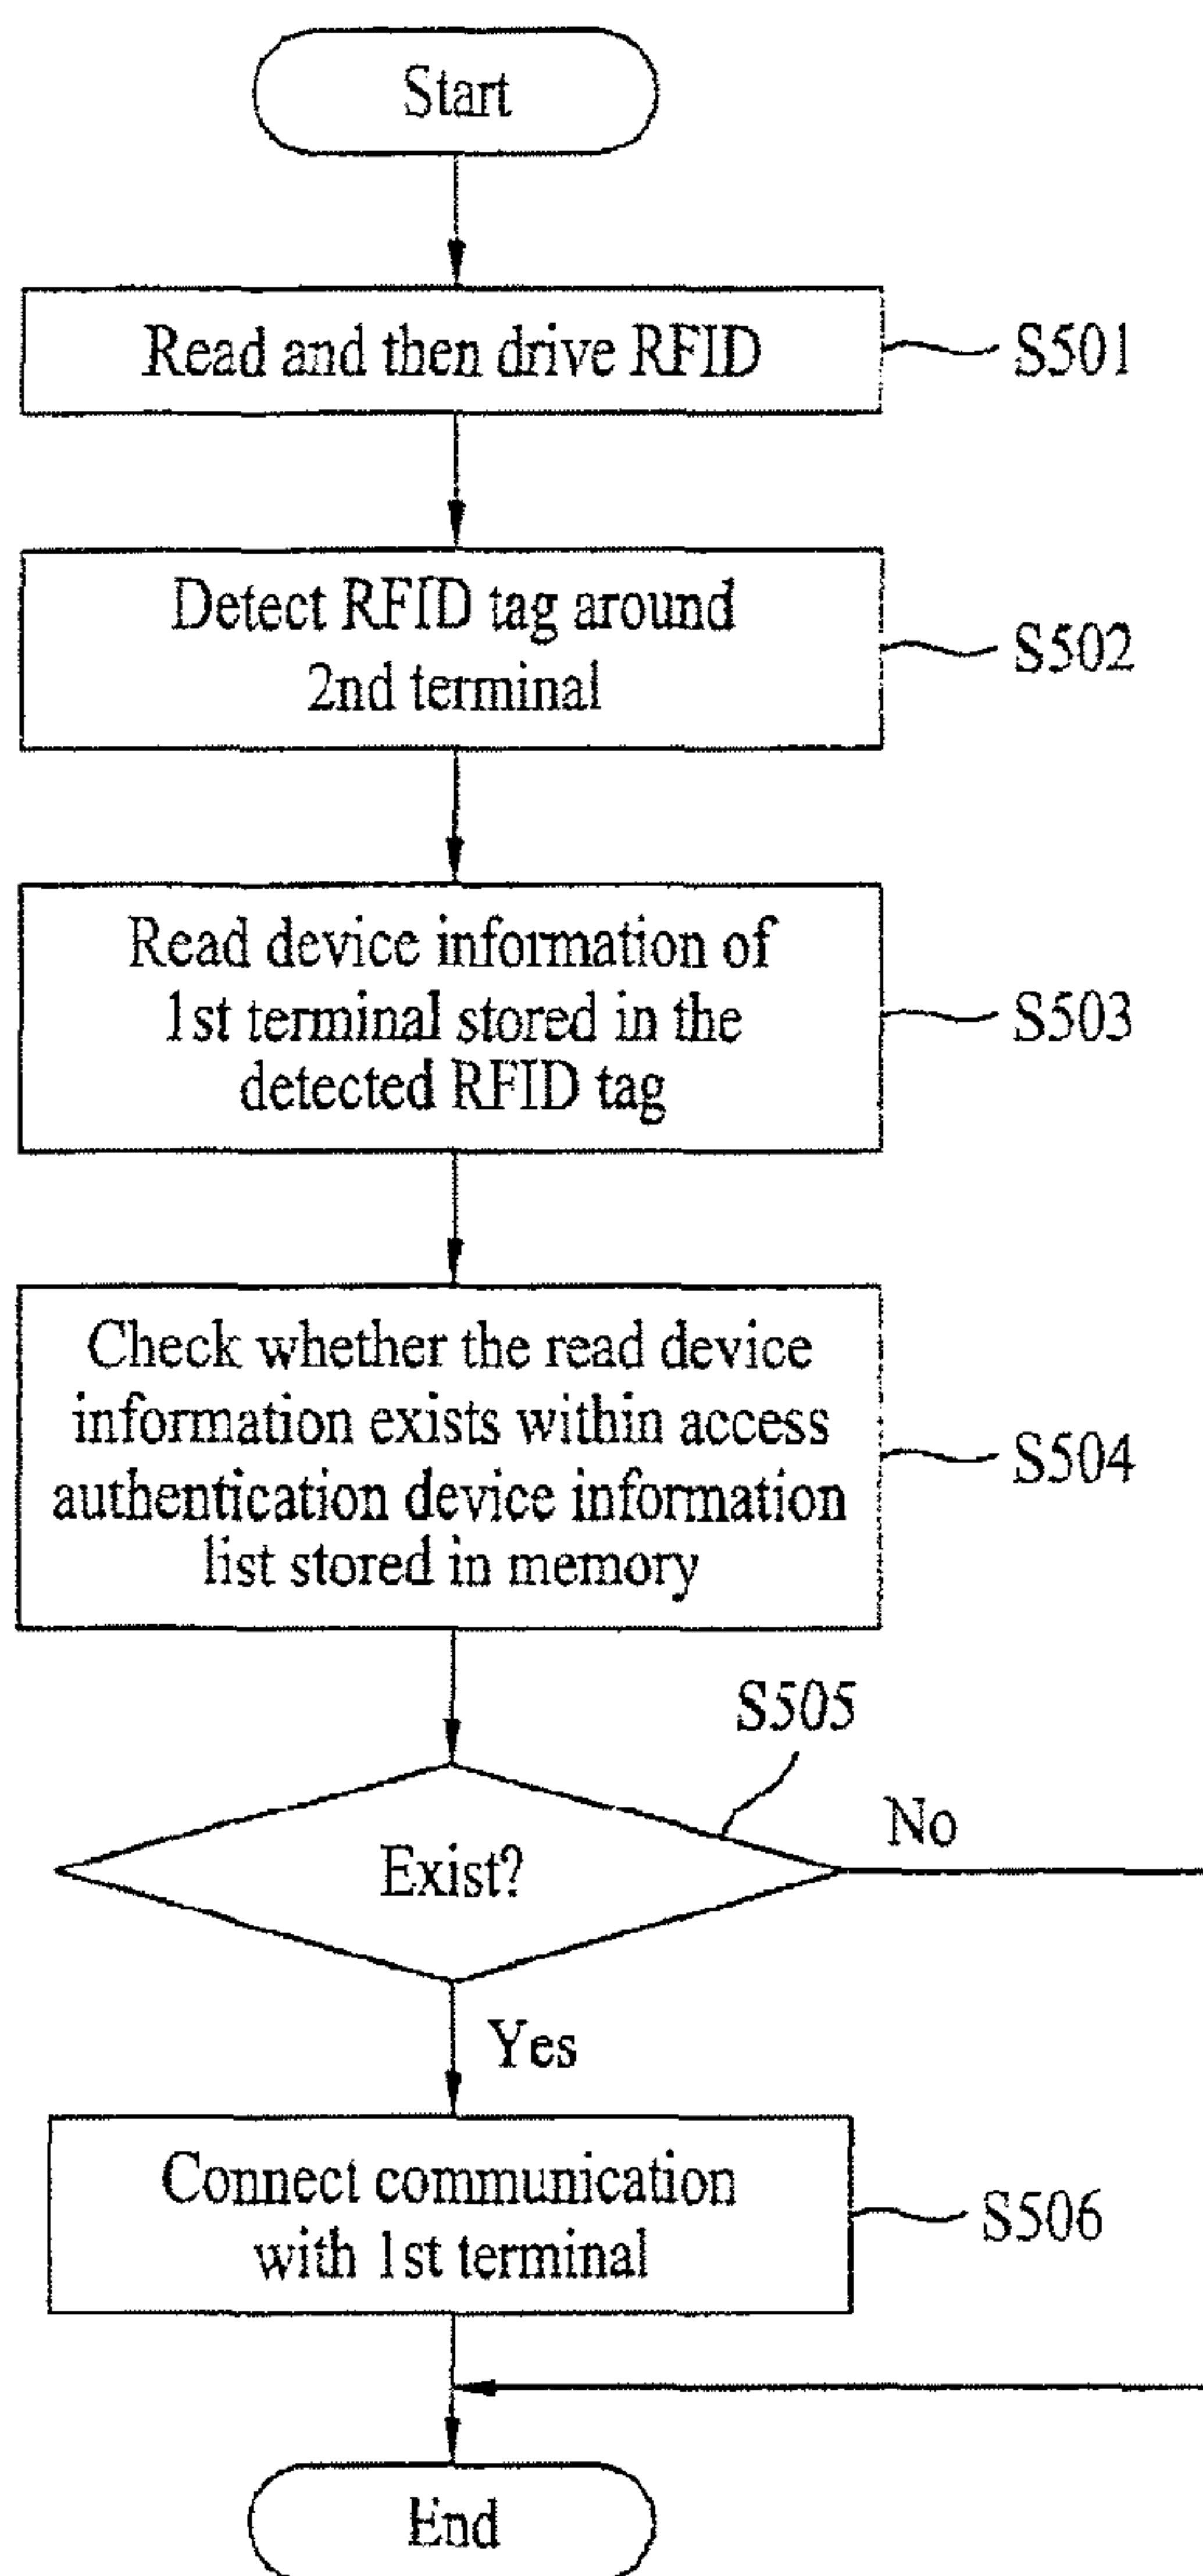 Start
Read and then drive RFID
S501
Detect RFID tag around
2nd terminal
S502
Read device information of
1st terminal stored in the
detected RFID tag
S503
Check whether the read device
information exists within access
authentication device information
list stored in memory
S504
S505
Exist?
No
Yes
Connect communication
with 1st terminal
S506
End